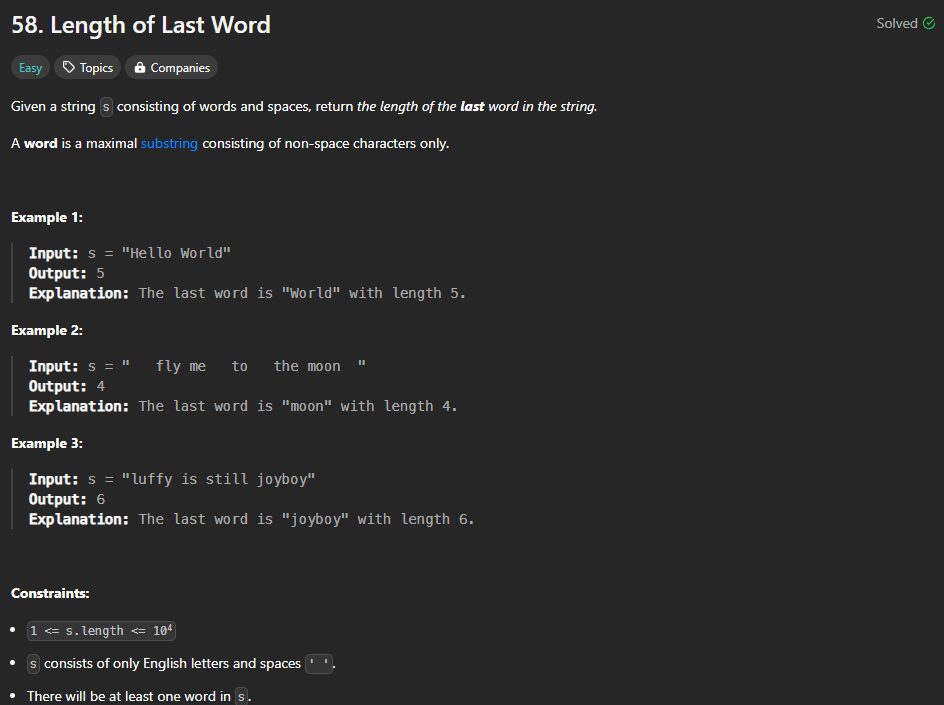 58. Length of Last Word
Solved
Easy Topics Companies
Given a string s consisting of words and spaces, return the length of the last word in the string.
A word is a maximal substring consisting of non-space characters only.
Example 1:
Input: s = "Hello World"
Output: 5
Explanation: The last word is "World" with length 5.
Example 2:
Input: s = "   fly me   to   the moon  "
Output: 4
Explanation: The last word is "moon" with length 4.
Example 3:
Input: s = "luffy is still joyboy"
Output: 6
Explanation: The last word is "joyboy" with length 6.
Constraints:
• 1 <= s.length <= 10⁴
• s consists of only English letters and spaces ' '.
• There will be at least one word in s.